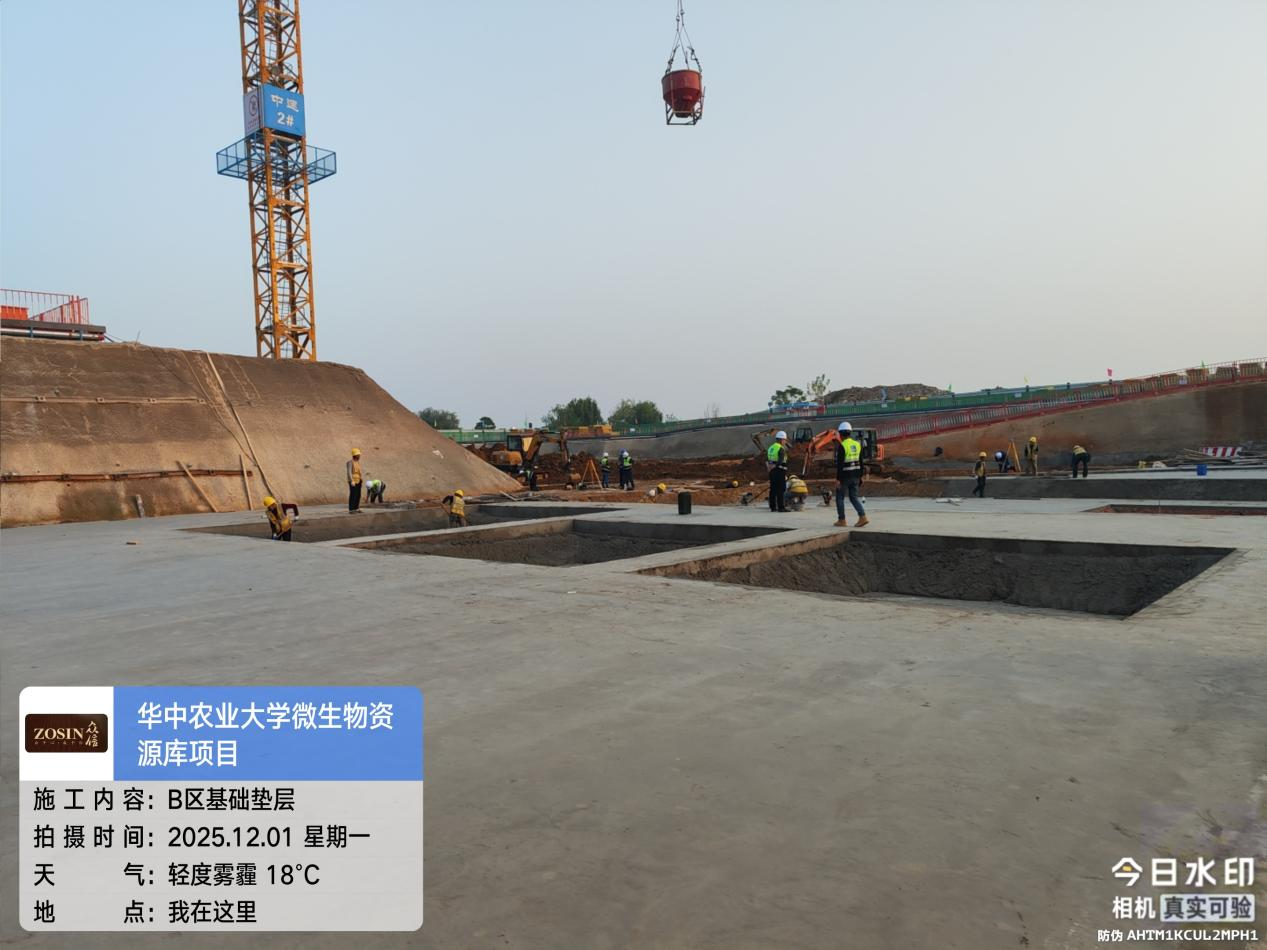 中建
2#
ZOSIN 众信
华中农业大学微生物资
源库项目
施工内容：B区基础垫层
拍摄时间：2025.12.01 星期一
天气：轻度雾霾 18°C
地点：我在这里
今日水印
相机 真实可验
防伪 AHTM1KCUL2MPH1